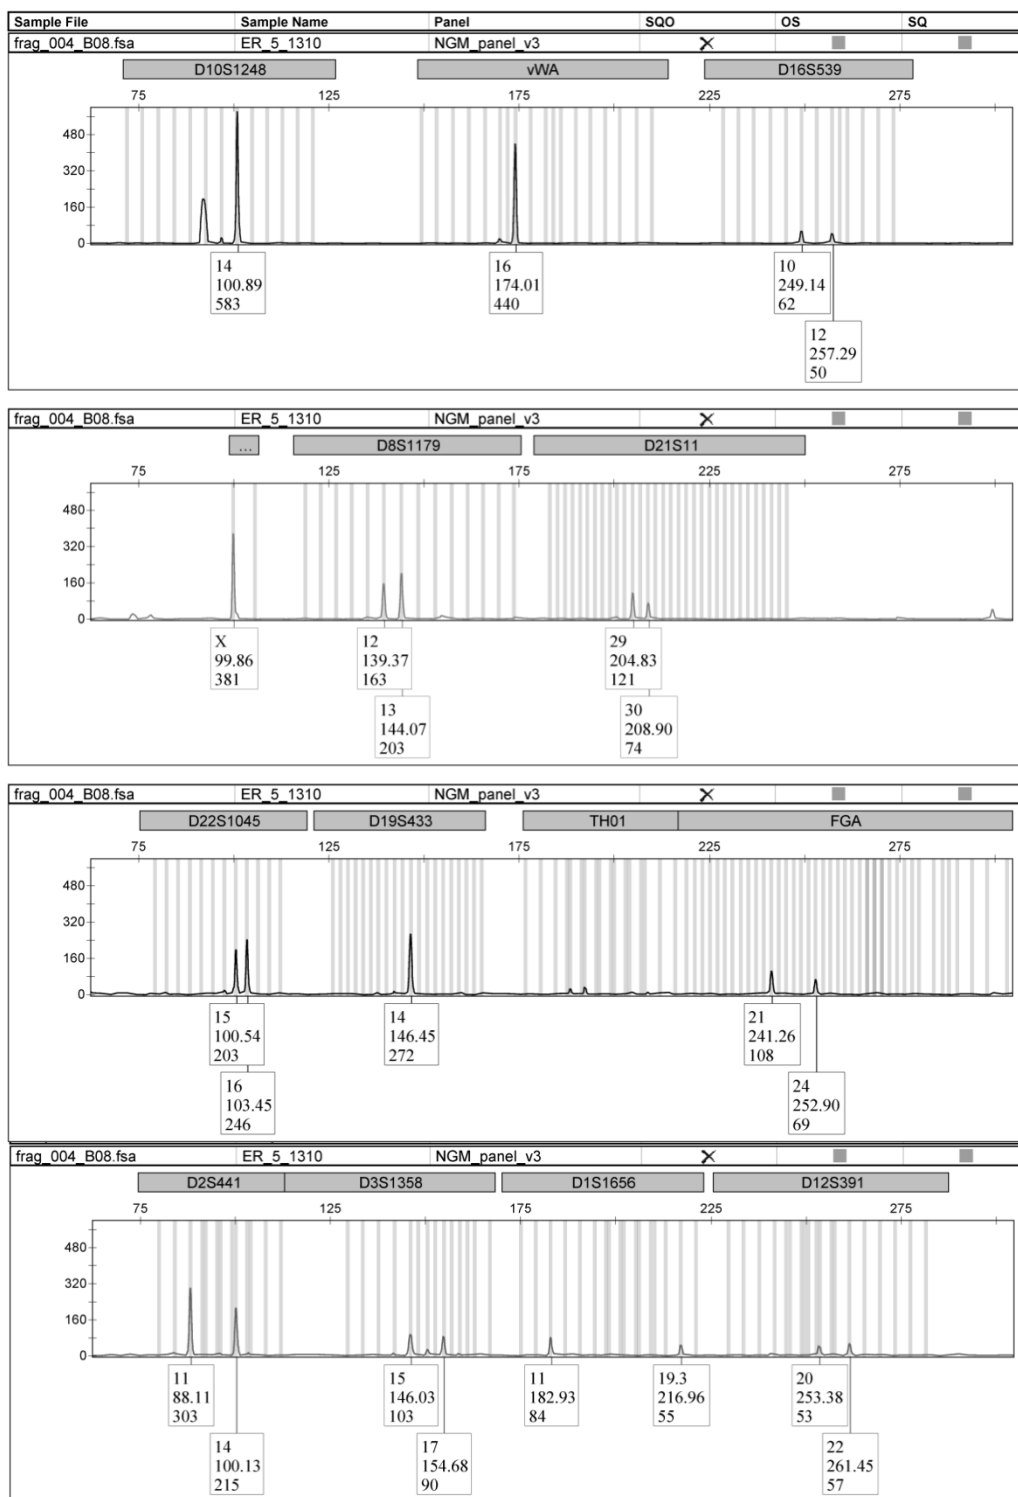 Sample File Sample Name Panel SQO OS SQ
frag_004_B08.fsa ER_5_1310 NGM_panel_v3
D10S1248 vWA D16S539
75 125 175 225 275
480
320
160
0
14 16 10
100.89 174.01 249.14
583 440 62
12
257.29
50
frag_004_B08.fsa ER_5_1310 NGM_panel_v3
... D8S1179 D21S11
75 125 175 225 275
480
320
160
0
X 12 29
99.86 139.37 204.83
381 163 121
13 30
144.07 208.90
203 74
frag_004_B08.fsa ER_5_1310 NGM_panel_v3
D22S1045 D19S433 TH01 FGA
75 125 175 225 275
480
320
160
0
15 14 21
100.54 146.45 241.26
203 272 108
16 24
103.45 252.90
246 69
frag_004_B08.fsa ER_5_1310 NGM_panel_v3
D2S441 D3S1358 D1S1656 D12S391
75 125 175 225 275
480
320
160
0
11 15 11 19.3 20
88.11 146.03 182.93 216.96 253.38
303 103 84 55 53
14 17 22
100.13 154.68 261.45
215 90 57